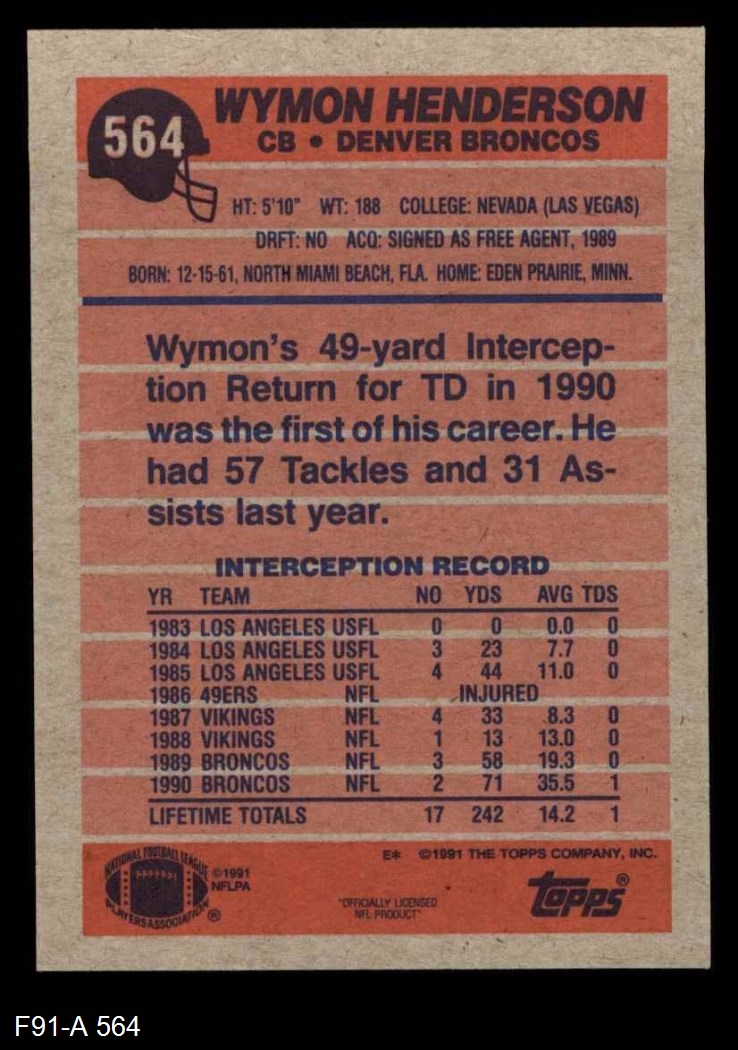 564
WYMON HENDERSON
CB • DENVER BRONCOS
HT: 5'10" WT: 188 COLLEGE: NEVADA (LAS VEGAS)
DRFT: NO ACQ: SIGNED AS FREE AGENT, 1989
BORN: 12-15-61, NORTH MIAMI BEACH, FLA. HOME: EDEN PRAIRIE, MINN.
Wymon's 49-yard Intercep-
tion Return for TD in 1990
was the first of his career. He
had 57 Tackles and 31 As-
sists last year.
INTERCEPTION RECORD
YR TEAM NO YDS AVG TDS
1983 LOS ANGELES USFL 0 0 0.0 0
1984 LOS ANGELES USFL 3 23 7.7 0
1985 LOS ANGELES USFL 4 44 11.0 0
1986 49ERS NFL INJURED
1987 VIKINGS NFL 4 33 8.3 0
1988 VIKINGS NFL 1 13 13.0 0
1989 BRONCOS NFL 3 58 19.3 0
1990 BRONCOS NFL 2 71 35.5 1
LIFETIME TOTALS 17 242 14.2 1
E* ©1991 THE TOPPS COMPANY, INC.
NATIONAL FOOTBALL LEAGUE
PLAYERS ASSOCIATION ®
©1991
NFLPA
"OFFICIALLY LICENSED
NFL PRODUCT"
Topps®
F91-A 564